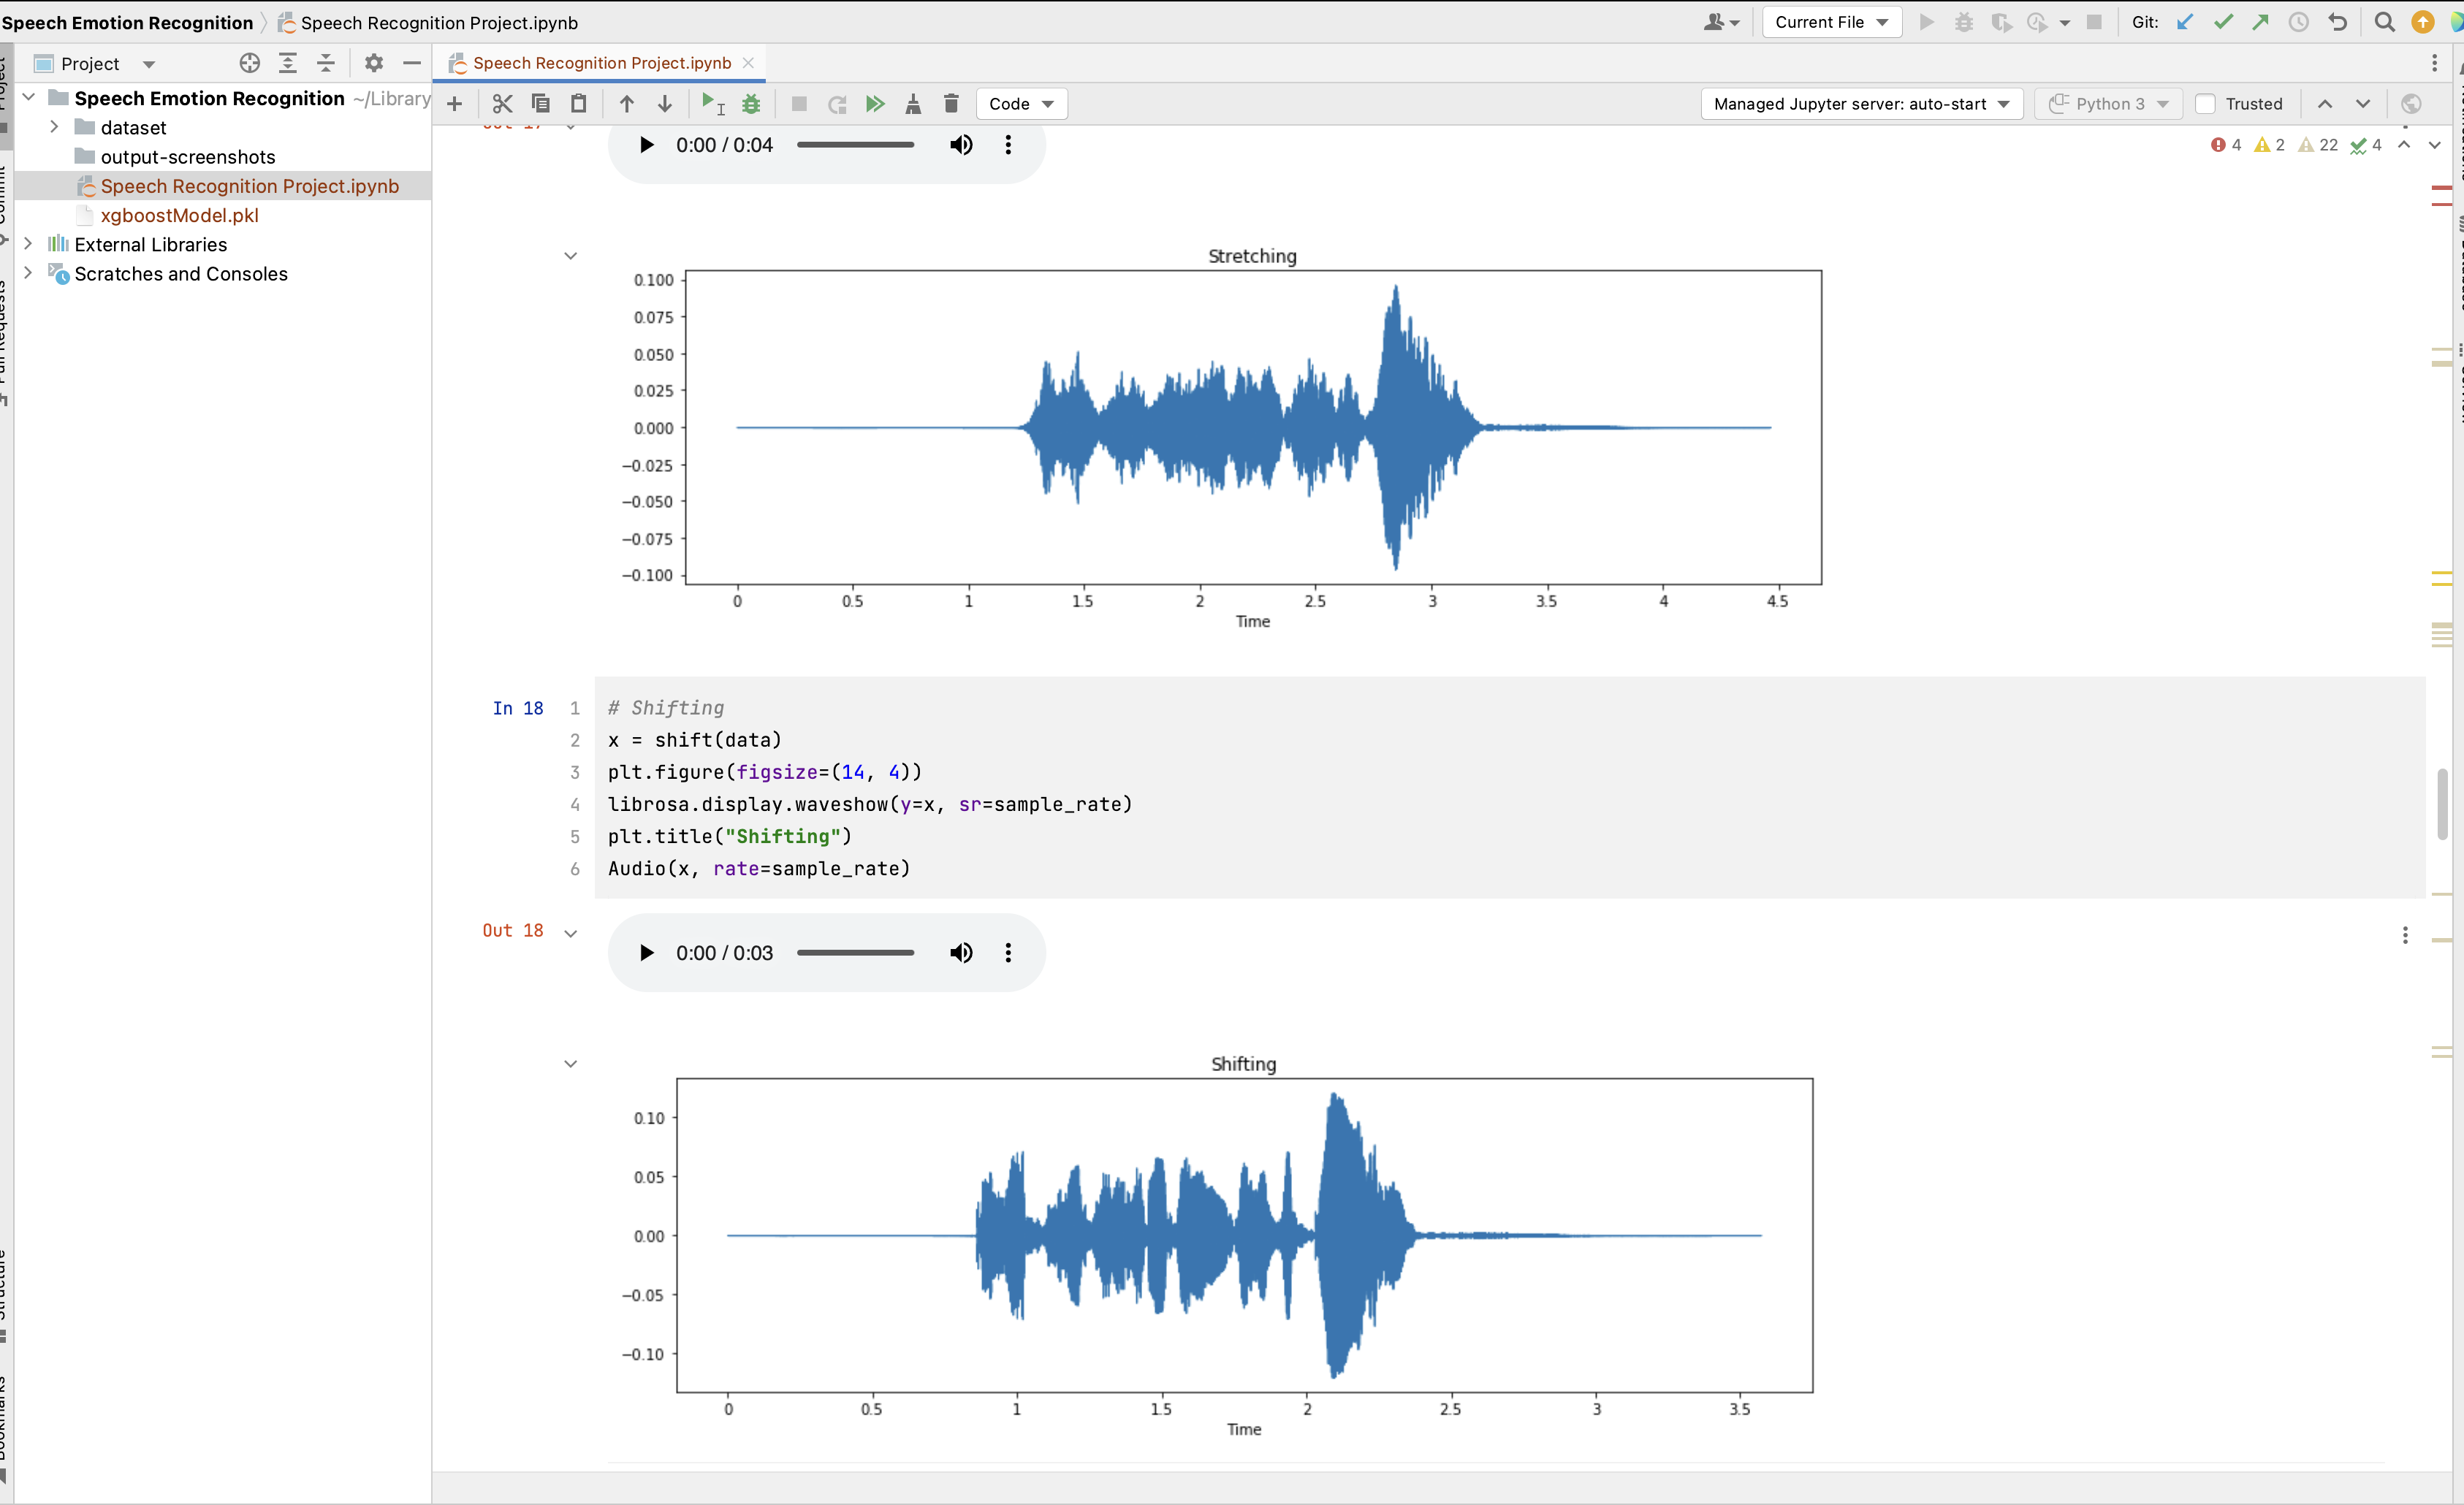 Speech Emotion Recognition Speech Recognition Project.ipynb Current File Git:
Project Speech Recognition Project.ipynb
Speech Emotion Recognition ~/Library
dataset
output-screenshots
Speech Recognition Project.ipynb
xgboostModel.pkl
External Libraries
Scratches and Consoles
Code Managed Jupyter server: auto-start Python 3 Trusted
4 2 22 4
0:00 / 0:04
Stretching
0.100
0.075
0.050
0.025
0.000
−0.025
−0.050
−0.075
−0.100
0 0.5 1 1.5 2 2.5 3 3.5 4 4.5
Time
In 18
1 # Shifting
2 x = shift(data)
3 plt.figure(figsize=(14, 4))
4 librosa.display.waveshow(y=x, sr=sample_rate)
5 plt.title("Shifting")
6 Audio(x, rate=sample_rate)
Out 18
0:00 / 0:03
Shifting
0.10
0.05
0.00
−0.05
−0.10
0 0.5 1 1.5 2 2.5 3 3.5
Time
Structure